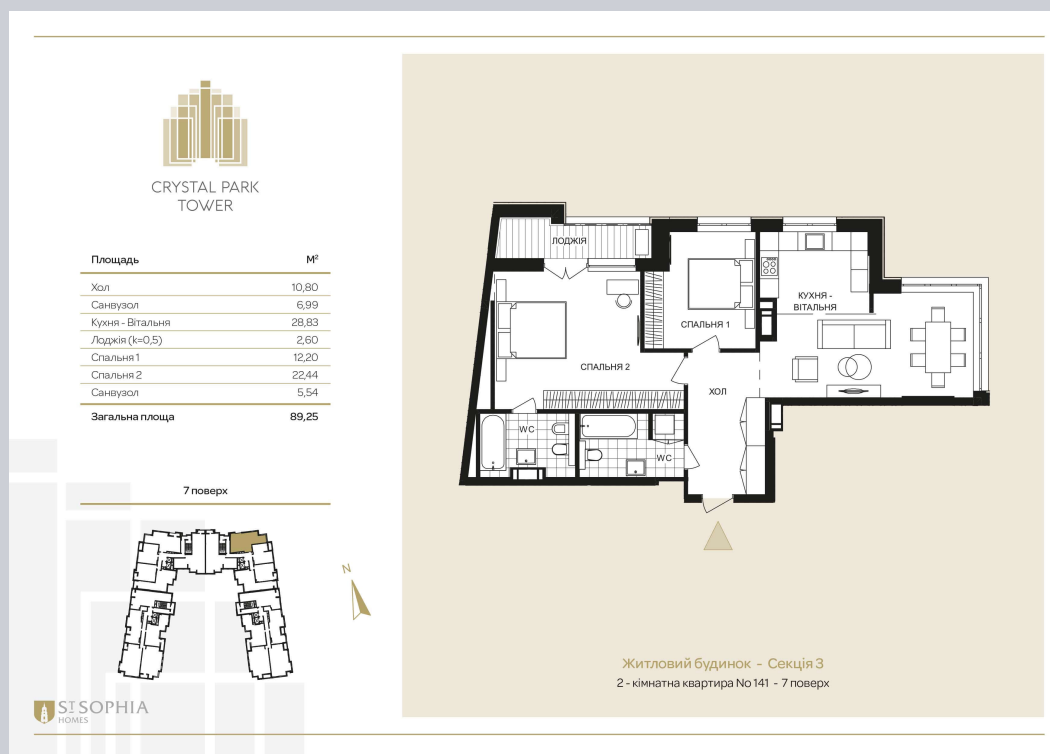 CRYSTAL PARK
TOWER
Площадь М²
Хол 10,80
Санвузол 6,99
Кухня - Вітальня 28,83
Лоджія (k=0,5) 2,60
Спальня 1 12,20
Спальня 2 22,44
Санвузол 5,54
Загальна площа 89,25
7 поверх
N
ST SOPHIA
HOMES
ЛОДЖІЯ
СПАЛЬНЯ 1
КУХНЯ -
ВІТАЛЬНЯ
СПАЛЬНЯ 2
ХОЛ
WC
WC
Житловий будинок - Секція 3
2 - кімнатна квартира No 141 - 7 поверх